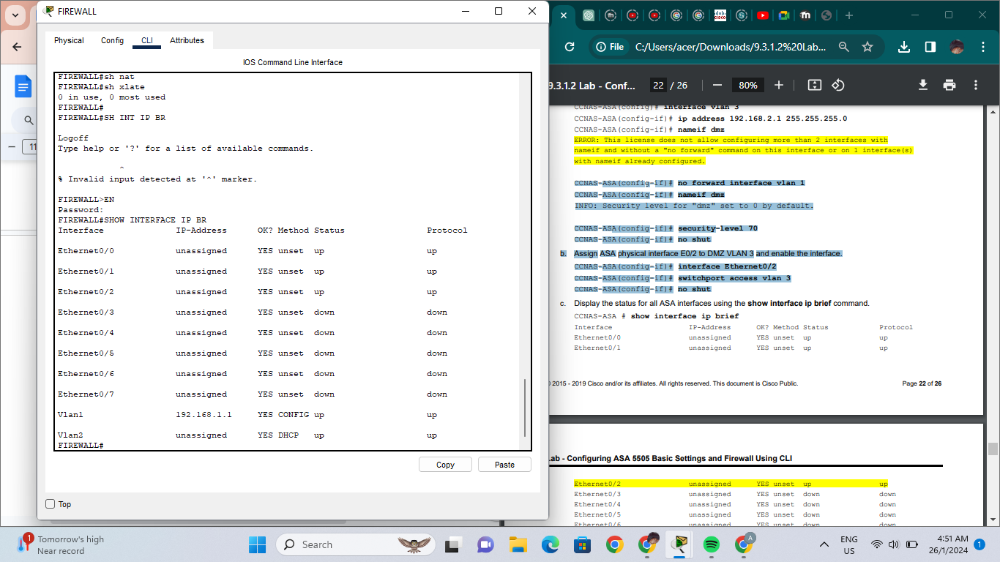 FIREWALL
Physical Config CLI Attributes
IOS Command Line Interface
FIREWALL#sh nat
FIREWALL#sh xlate
0 in use, 0 most used
FIREWALL#
FIREWALL#SH INT IP BR
Logoff
Type help or '?' for a list of available commands.
^
% Invalid input detected at '^' marker.
FIREWALL>EN
Password:
FIREWALL#SHOW INTERFACE IP BR
Interface IP-Address OK? Method Status Protocol
Ethernet0/0 unassigned YES unset up up
Ethernet0/1 unassigned YES unset up up
Ethernet0/2 unassigned YES unset up up
Ethernet0/3 unassigned YES unset down down
Ethernet0/4 unassigned YES unset down down
Ethernet0/5 unassigned YES unset down down
Ethernet0/6 unassigned YES unset down down
Ethernet0/7 unassigned YES unset down down
Vlan1 192.168.1.1 YES CONFIG up up
Vlan2 unassigned YES DHCP up up
FIREWALL#
Copy Paste
Top
11
File C:/Users/acer/Downloads/9.3.1.2%20Lab...
9.3.1.2 Lab - Conf... 22 / 26 80%
CCNAS-ASA(config)# interface vlan 3
CCNAS-ASA(config-if)# ip address 192.168.2.1 255.255.255.0
CCNAS-ASA(config-if)# nameif dmz
ERROR: This license does not allow configuring more than 2 interfaces with
nameif and without a "no forward" command on this interface or on 1 interface(s)
with nameif already configured.
CCNAS-ASA(config-if)# no forward interface vlan 1
CCNAS-ASA(config-if)# nameif dmz
INFO: Security level for "dmz" set to 0 by default.
CCNAS-ASA(config-if)# security-level 70
CCNAS-ASA(config-if)# no shut
b. Assign ASA physical interface E0/2 to DMZ VLAN 3 and enable the interface.
CCNAS-ASA(config-if)# interface Ethernet0/2
CCNAS-ASA(config-if)# switchport access vlan 3
CCNAS-ASA(config-if)# no shut
c. Display the status for all ASA interfaces using the show interface ip brief command.
CCNAS-ASA # show interface ip brief
Interface IP-Address OK? Method Status Protocol
Ethernet0/0 unassigned YES unset up up
Ethernet0/1 unassigned YES unset up up
2015 - 2019 Cisco and/or its affiliates. All rights reserved. This document is Cisco Public. Page 22 of 26
ab - Configuring ASA 5505 Basic Settings and Firewall Using CLI
Ethernet0/2 unassigned YES unset up up
Ethernet0/3 unassigned YES unset down down
Ethernet0/4 unassigned YES unset down down
Ethernet0/5 unassigned YES unset down down
Ethernet0/6 unassigned YES unset down down
1
Tomorrow's high
Near record
Search
ENG
US
4:51 AM
26/1/2024
1